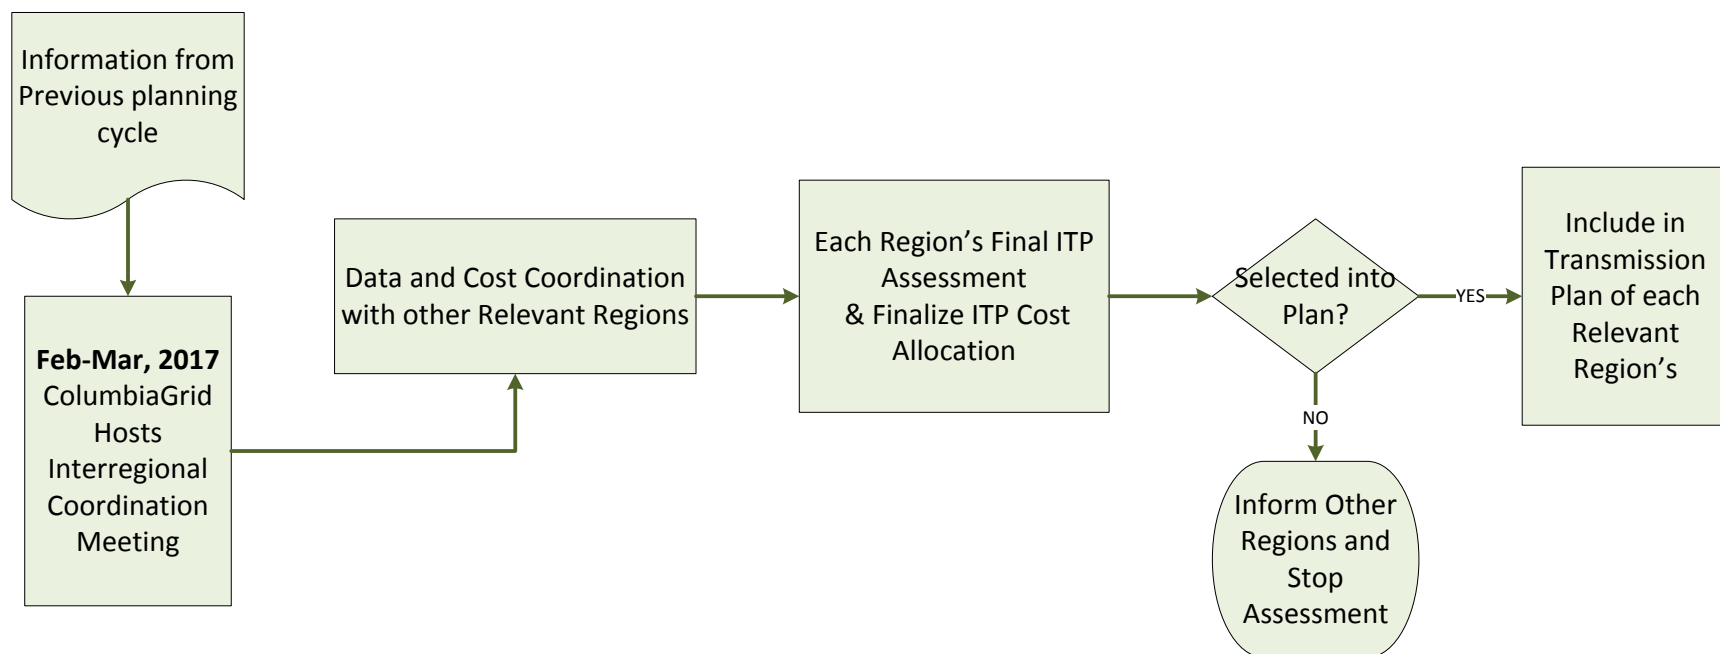 Information from
Previous planning
cycle
Feb-Mar, 2017
ColumbiaGrid
Hosts
Interregional
Coordination
Meeting
Data and Cost Coordination
with other Relevant Regions
Each Region’s Final ITP
Assessment
& Finalize ITP Cost
Allocation
Selected into
Plan?
YES
Include in
Transmission
Plan of each
Relevant
Region’s
NO
Inform Other
Regions and
Stop
Assessment